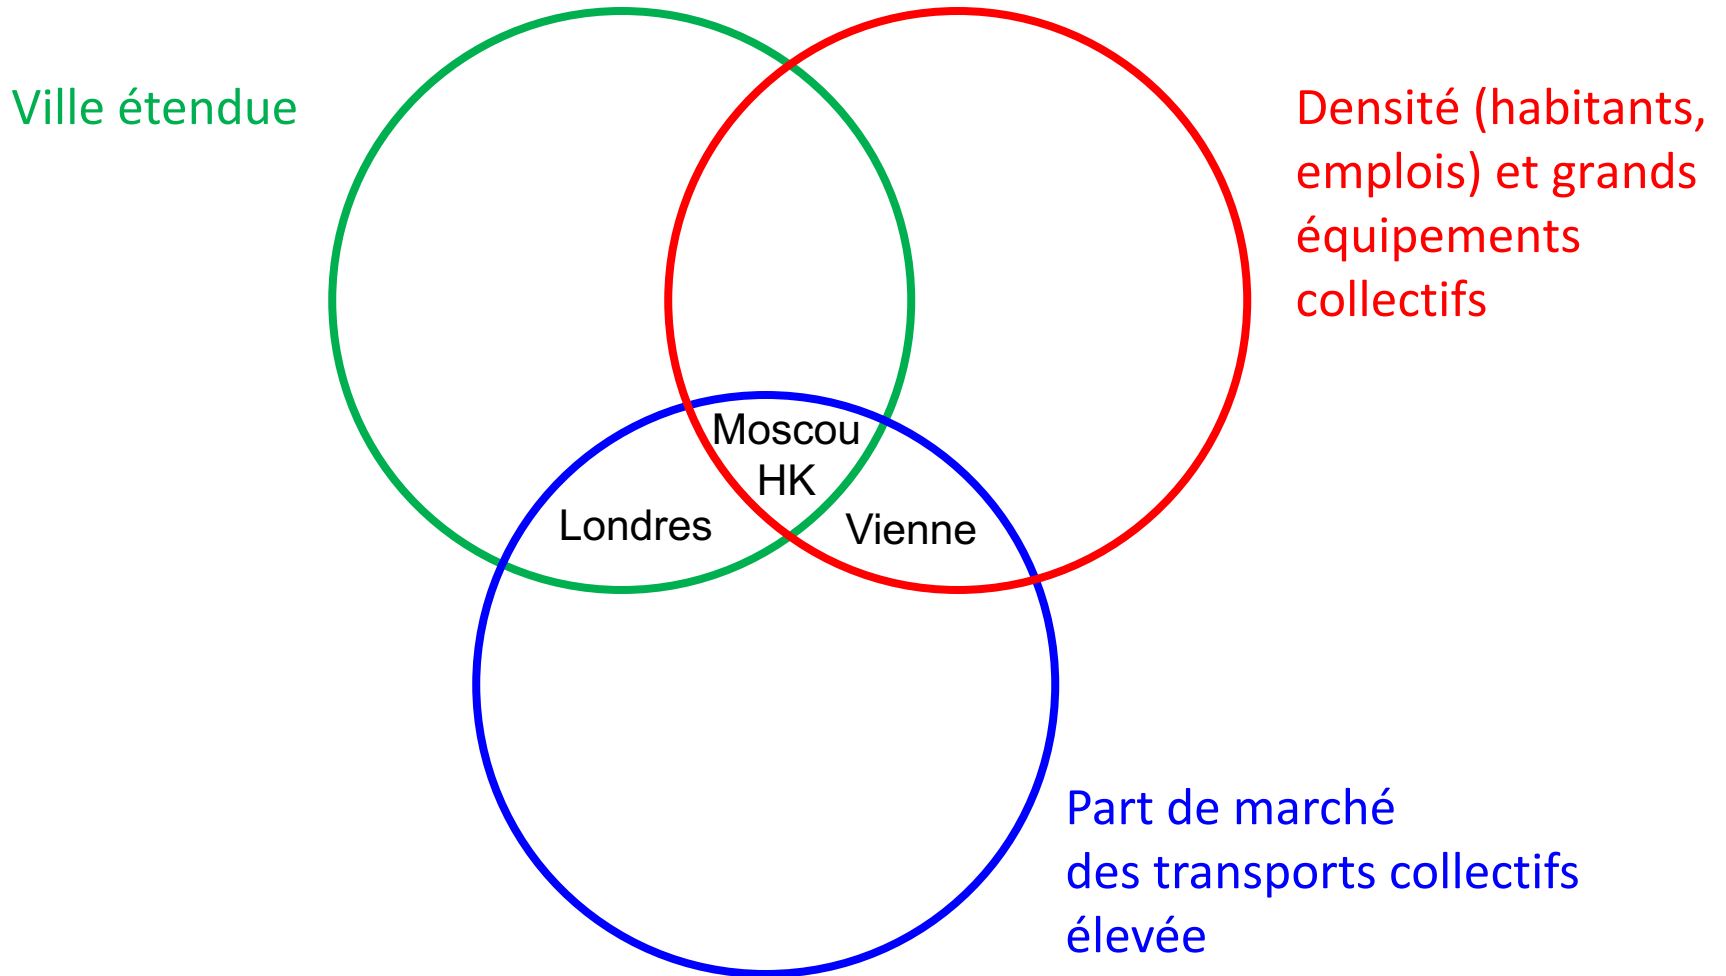 Ville étendue
Densité (habitants,
emplois) et grands
équipements
collectifs
Moscou
HK
Londres
Vienne
Part de marché
des transports collectifs
élevée